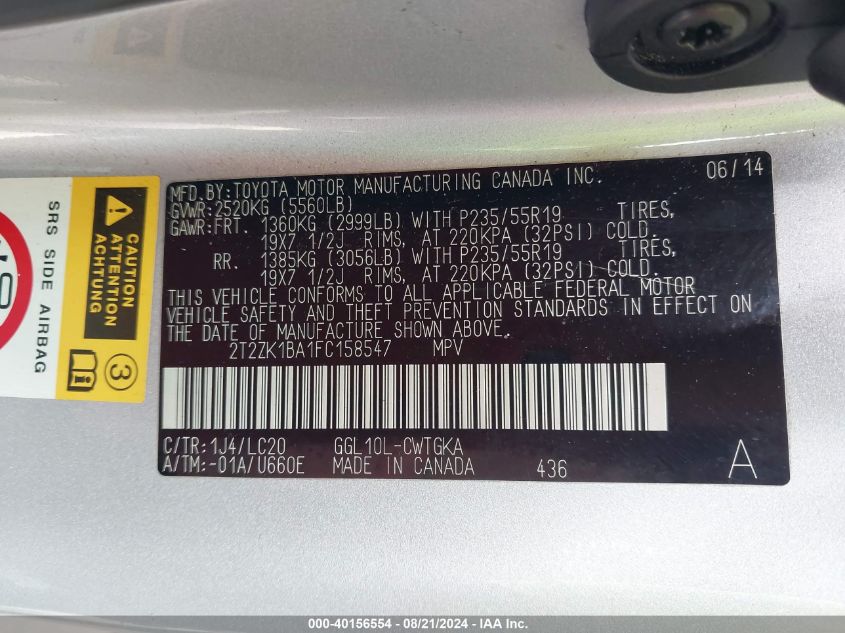 MFD.BY:TOYOTA MOTOR MANUFACTURING CANADA INC. 06/14
GVWR:2520KG (5560LB)
GAWR:FRT. 1360KG (2999LB) WITH P235/55R19 TIRES,
19X7 1/2J RIMS, AT 220KPA (32PSI) COLD.
RR. 1385KG (3056LB) WITH P235/55R19 TIRES,
19X7 1/2J RIMS, AT 220KPA (32PSI) COLD.
THIS VEHICLE CONFORMS TO ALL APPLICABLE FEDERAL MOTOR
VEHICLE SAFETY AND THEFT PREVENTION STANDARDS IN EFFECT ON
THE DATE OF MANUFACTURE SHOWN ABOVE.
2T2ZK1BA1FC158547 MPV
C/TR:1J4/LC20 GGL10L-CWTGKA
A/TM:-01A/U660E MADE IN CANADA 436 A
SRS SIDE AIRBAG
CAUTION
ATTENTION
3
000-40156554 - 08/21/2024 - IAA Inc.